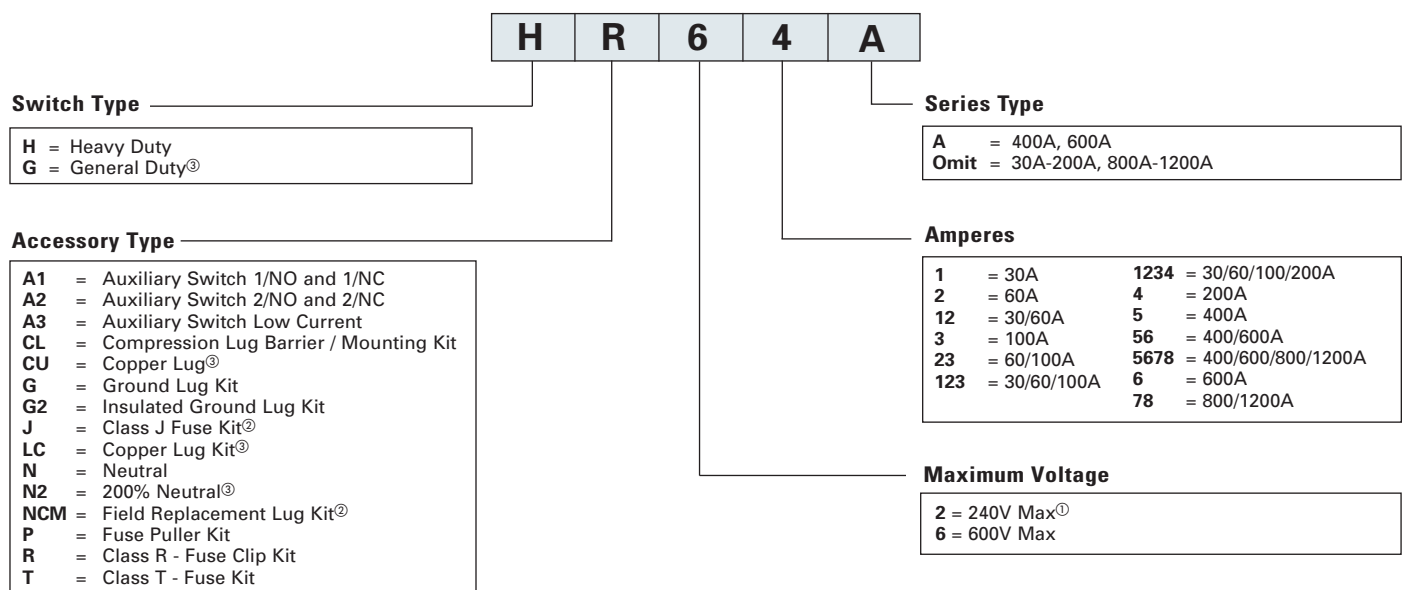 H R 6 4 A
Switch Type
H = Heavy Duty
G = General Duty③
Accessory Type
A1 = Auxiliary Switch 1/NO and 1/NC
A2 = Auxiliary Switch 2/NO and 2/NC
A3 = Auxiliary Switch Low Current
CL = Compression Lug Barrier / Mounting Kit
CU = Copper Lug③
G = Ground Lug Kit
G2 = Insulated Ground Lug Kit
J = Class J Fuse Kit②
LC = Copper Lug Kit③
N = Neutral
N2 = 200% Neutral③
NCM = Field Replacement Lug Kit②
P = Fuse Puller Kit
R = Class R - Fuse Clip Kit
T = Class T - Fuse Kit
Series Type
A = 400A, 600A
Omit = 30A-200A, 800A-1200A
Amperes
1 = 30A
2 = 60A
12 = 30/60A
3 = 100A
23 = 60/100A
123 = 30/60/100A
1234 = 30/60/100/200A
4 = 200A
5 = 400A
56 = 400/600A
5678 = 400/600/800/1200A
6 = 600A
78 = 800/1200A
Maximum Voltage
2 = 240V Max①
6 = 600V Max